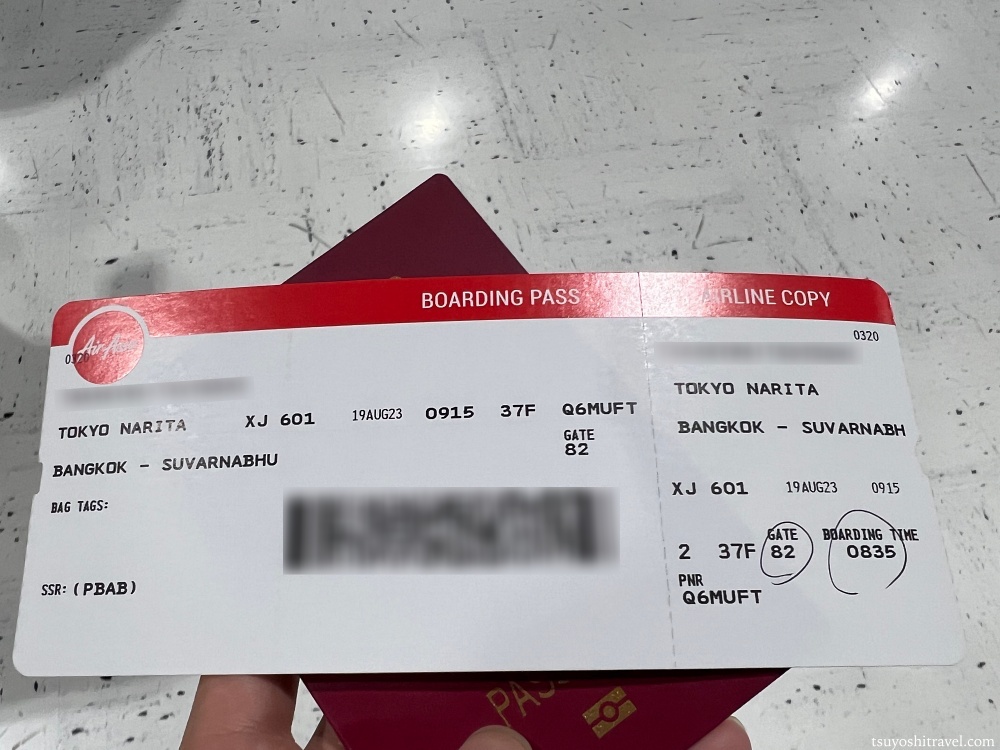 BOARDING PASS
AIRLINE COPY
AirAsia
0320
TOKYO NARITA XJ 601 19AUG23 0915 37F Q6MUFT
GATE
82
BANGKOK - SUVARNABHU
BAG TAGS:
SSR: (PBAB)
0320
TOKYO NARITA
BANGKOK - SUVARNABH
XJ 601 19AUG23 0915
GATE BOARDING TIME
2 37F 82 0835
PNR
Q6MUFT
PASS
tsuyoshitravel.com